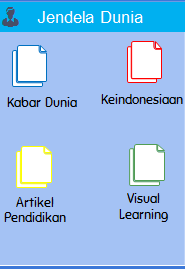 Jendela Dunia
Kabar Dunia
Keindonesiaan
Artikel
Pendidikan
Visual
Learning